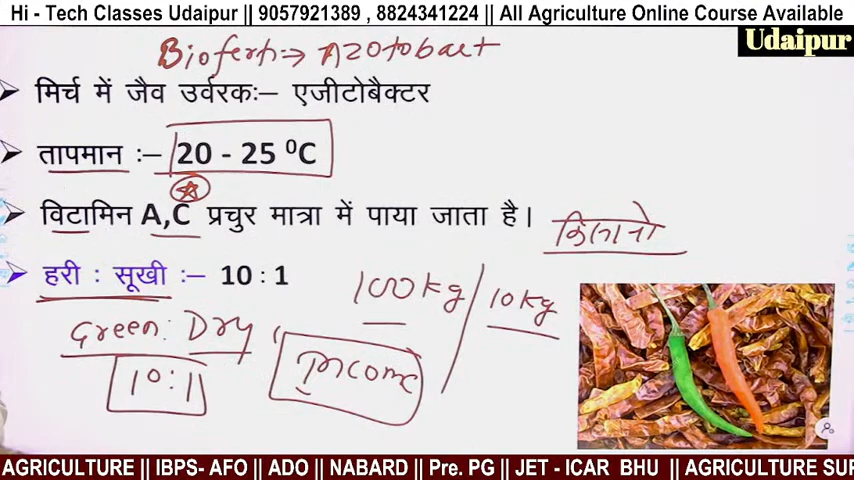 Hi - Tech Classes Udaipur || 9057921389 , 8824341224 || All Agriculture Online Course Available
Udaipur
Biofert⇒ Azotobact
➤ मिर्च में जैव उर्वरकः– एजीटोबैक्टर
➤ तापमान :– 20 - 25 ⁰C
➤ विटामिन A,C प्रचुर मात्रा में पाया जाता है।
किसानो
➤ हरी : सूखी :– 10 : 1
100kg / 10kg
Green: Dry
10:1
Income
AGRICULTURE || IBPS- AFO || ADO || NABARD || Pre. PG || JET - ICAR BHU || AGRICULTURE SUP